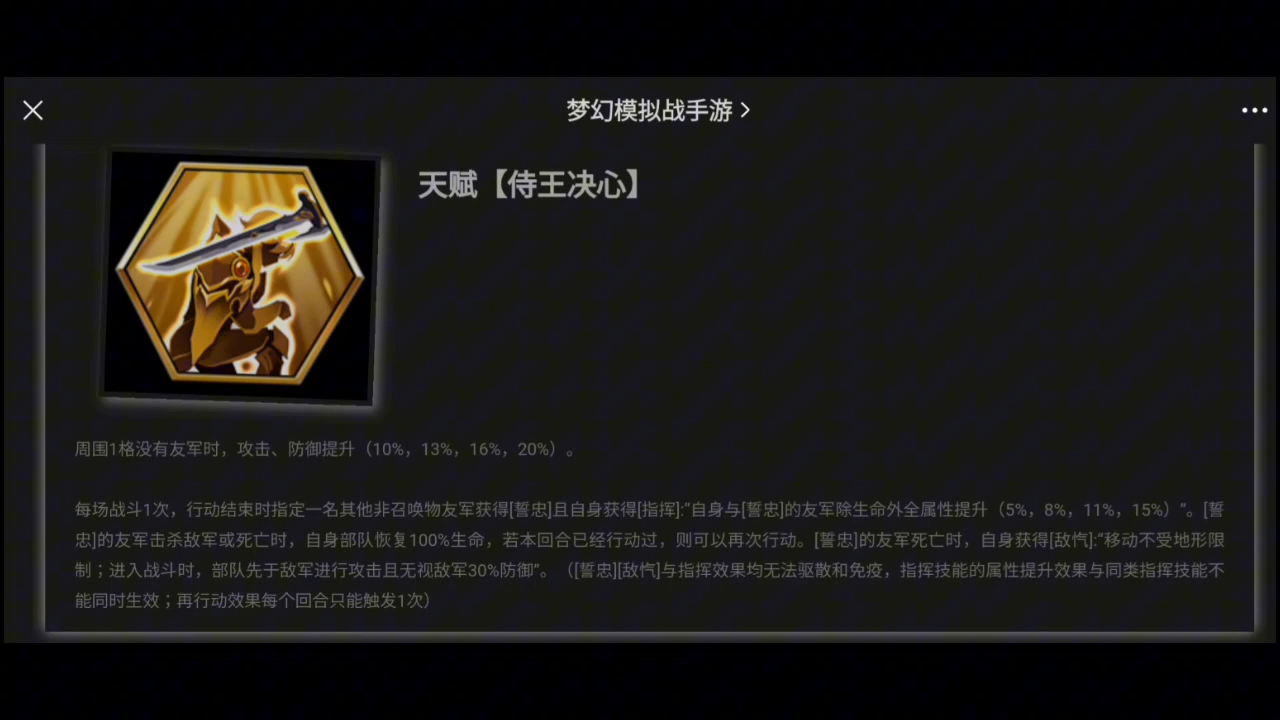 梦幻模拟战手游
天赋【侍王决心】
周围1格没有友军时，攻击、防御提升（10%，13%，16%，20%）。
每场战斗1次，行动结束时指定一名其他非召唤物友军获得[誓忠]且自身获得[指挥]:“自身与[誓忠]的友军除生命外全属性提升（5%，8%，11%，15%）”。[誓
忠]的友军击杀敌军或死亡时，自身部队恢复100%生命，若本回合已经行动过，则可以再次行动。[誓忠]的友军死亡时，自身获得[敌忾]:“移动不受地形限
制；进入战斗时，部队先于敌军进行攻击且无视敌军30%防御”。（[誓忠][敌忾]与指挥效果均无法驱散和免疫，指挥技能的属性提升效果与同类指挥技能不
能同时生效；再行动效果每个回合只能触发1次）